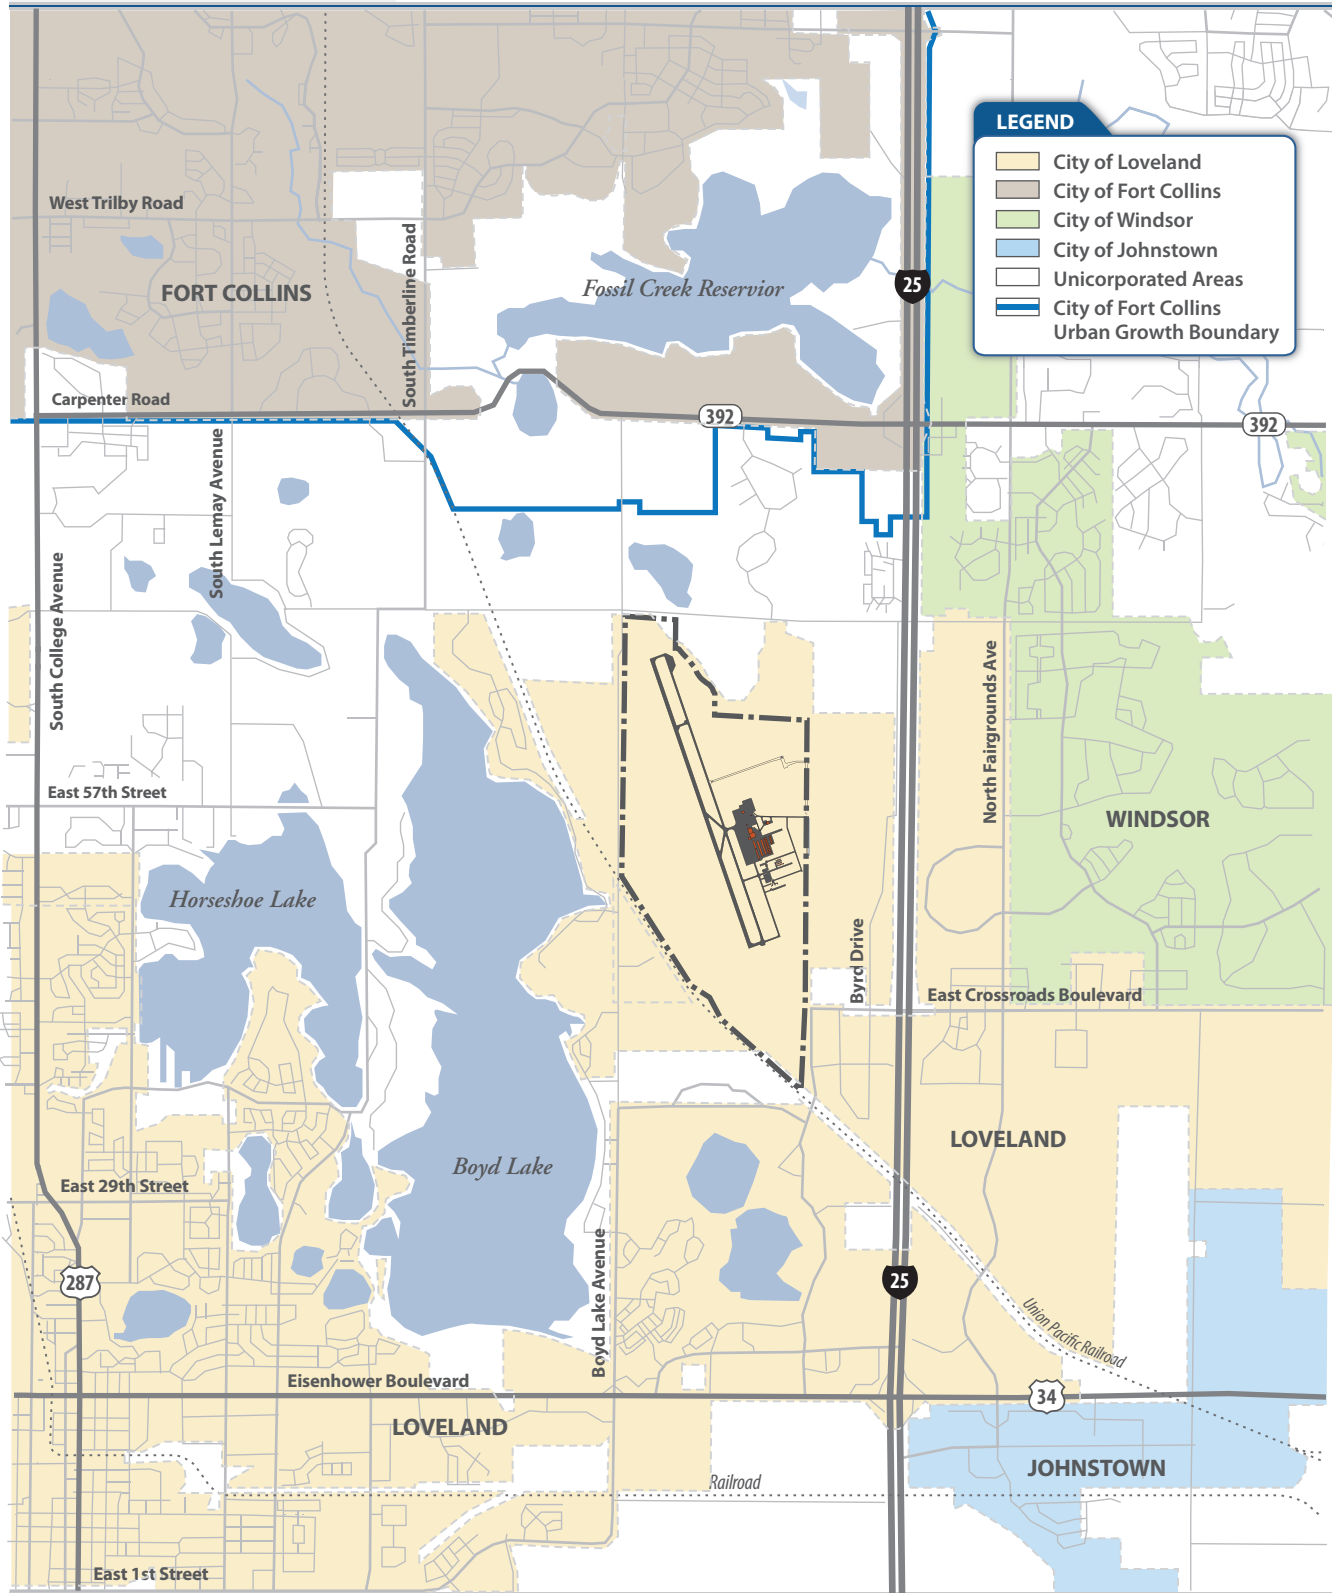 LEGEND
City of Loveland
City of Fort Collins
City of Windsor
City of Johnstown
Unicorporated Areas
City of Fort Collins
Urban Growth Boundary
West Trilby Road
FORT COLLINS
South Timberline Road
Fossil Creek Reservior
25
Carpenter Road
392
392
South Lemay Avenue
South College Avenue
North Fairgrounds Ave
East 57th Street
WINDSOR
Horseshoe Lake
Byrd Drive
East Crossroads Boulevard
LOVELAND
Boyd Lake
East 29th Street
287
Boyd Lake Avenue
25
Union Pacific Railroad
Eisenhower Boulevard
34
LOVELAND
JOHNSTOWN
Railroad
East 1st Street